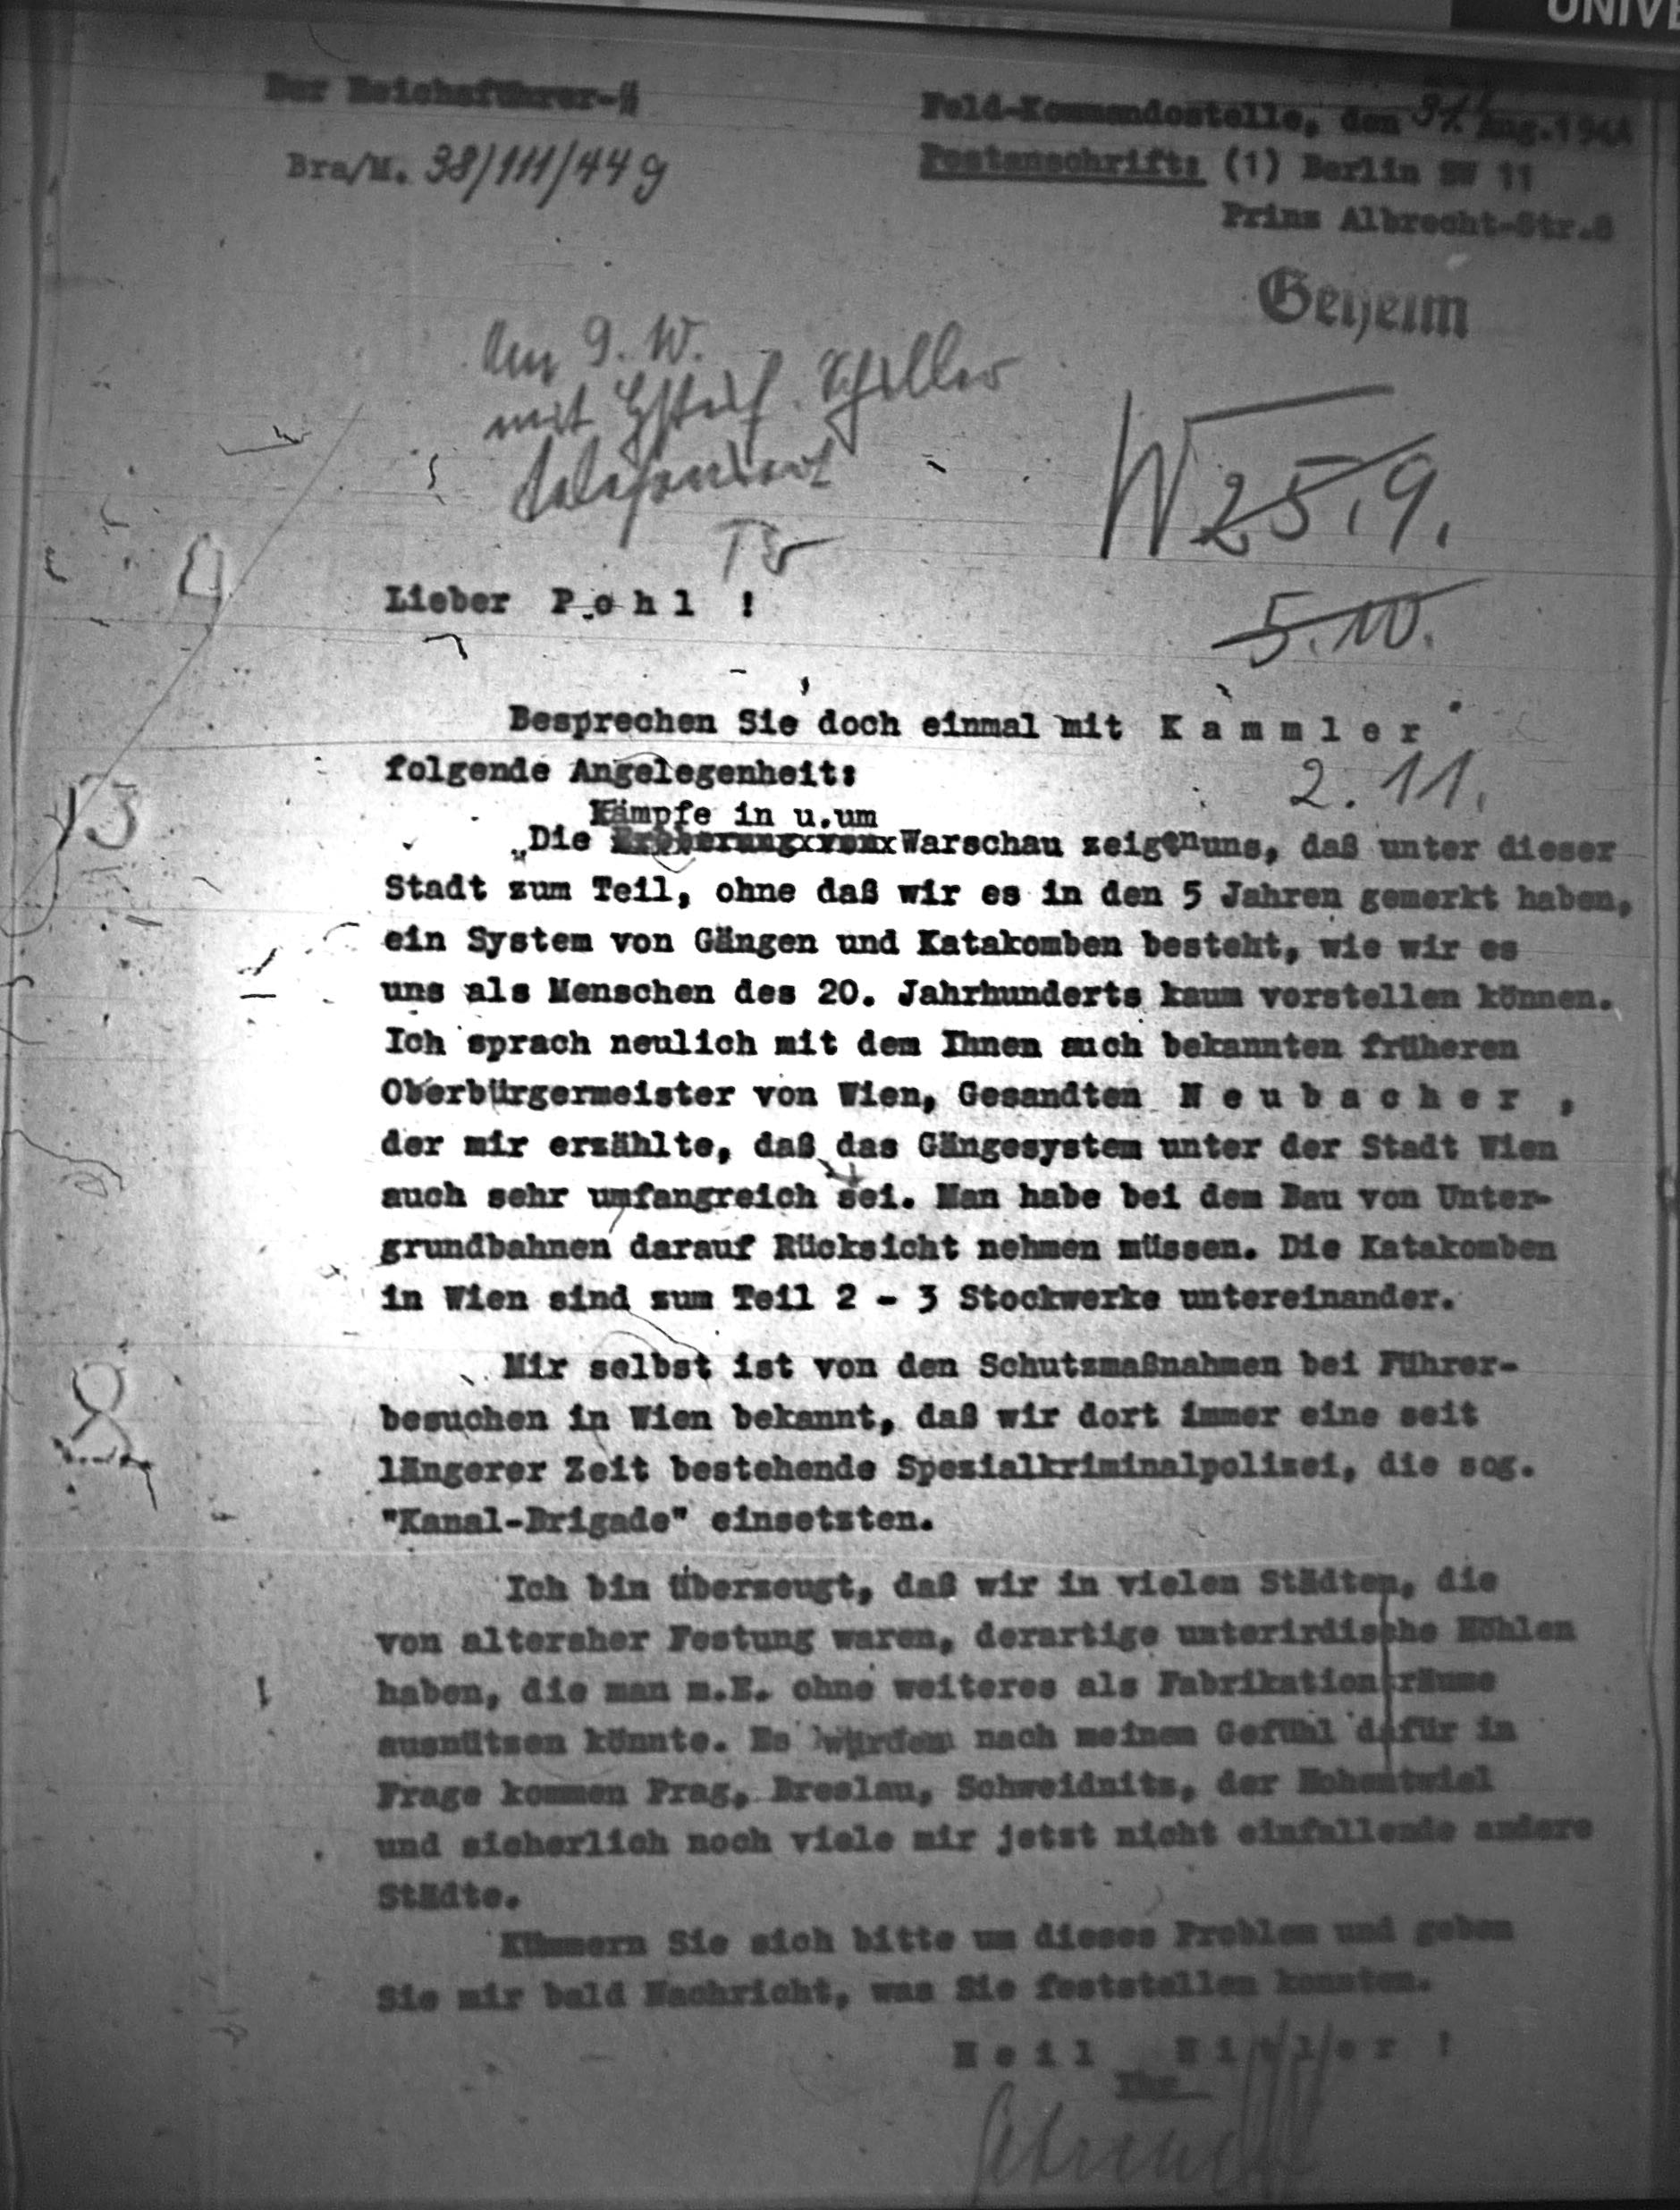 UNIVE
Der Reichsführer-SS
Feld-Kommandostelle, den 31. Aug. 1944
Bra/M. 38/111/44 g
Postanschrift: (1) Berlin SW 11
Prinz Albrecht-Str.8
Geheim
Am 9. W.
mit
telefoniert
W 25.9.
5.10.
Lieber P o h l !
Besprechen Sie doch einmal mit K a m m l e r
folgende Angelegenheit:
2. 11.
Kämpfe in u.um
Die Eroberung von Warschau zeigen uns, daß unter dieser
Stadt zum Teil, ohne daß wir es in den 5 Jahren gemerkt haben,
ein System von Gängen und Katakomben besteht, wie wir es
uns als Menschen des 20. Jahrhunderts kaum vorstellen können.
Ich sprach neulich mit dem Ihnen auch bekannten früheren
Oberbürgermeister von Wien, Gesandten N e u b a c h e r ,
der mir erzählte, daß das Gängesystem unter der Stadt Wien
auch sehr umfangreich sei. Man habe bei dem Bau von Unter-
grundbahnen darauf Rücksicht nehmen müssen. Die Katakomben
in Wien sind zum Teil 2 - 3 Stockwerke untereinander.
Mir selbst ist von den Schutzmaßnahmen bei Führer-
besuchen in Wien bekannt, daß wir dort immer eine seit
längerer Zeit bestehende Spezialkriminalpolizei, die sog.
"Kanal-Brigade" einsetzten.
Ich bin überzeugt, daß wir in vielen Städten, die
von altersher Festung waren, derartige unterirdische Höhlen
haben, die man m.E. ohne weiteres als Fabrikationsräume
ausnützen könnte. Es würden nach meinem Gefühl dafür in
Frage kommen Prag, Breslau, Schweidnitz, der Hohentwiel
und sicherlich noch viele mir jetzt nicht einfallende andere
Städte.
Kümmern Sie sich bitte um dieses Problem und geben
Sie mir bald Nachricht, was Sie feststellen konnten.
H e i l H i t l e r !
Ihr